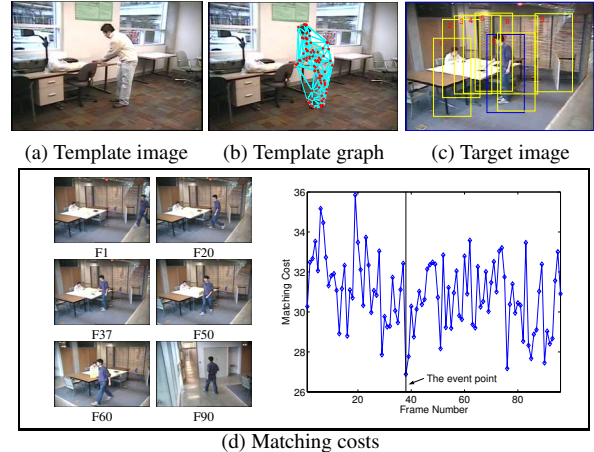 (a) Template image
(b) Template graph
(c) Target image
F1
F20
F37
F50
F60
F90
36
34
32
30
28
26
Matching Cost
The event point
20
40
60
80
Frame Number
(d) Matching costs